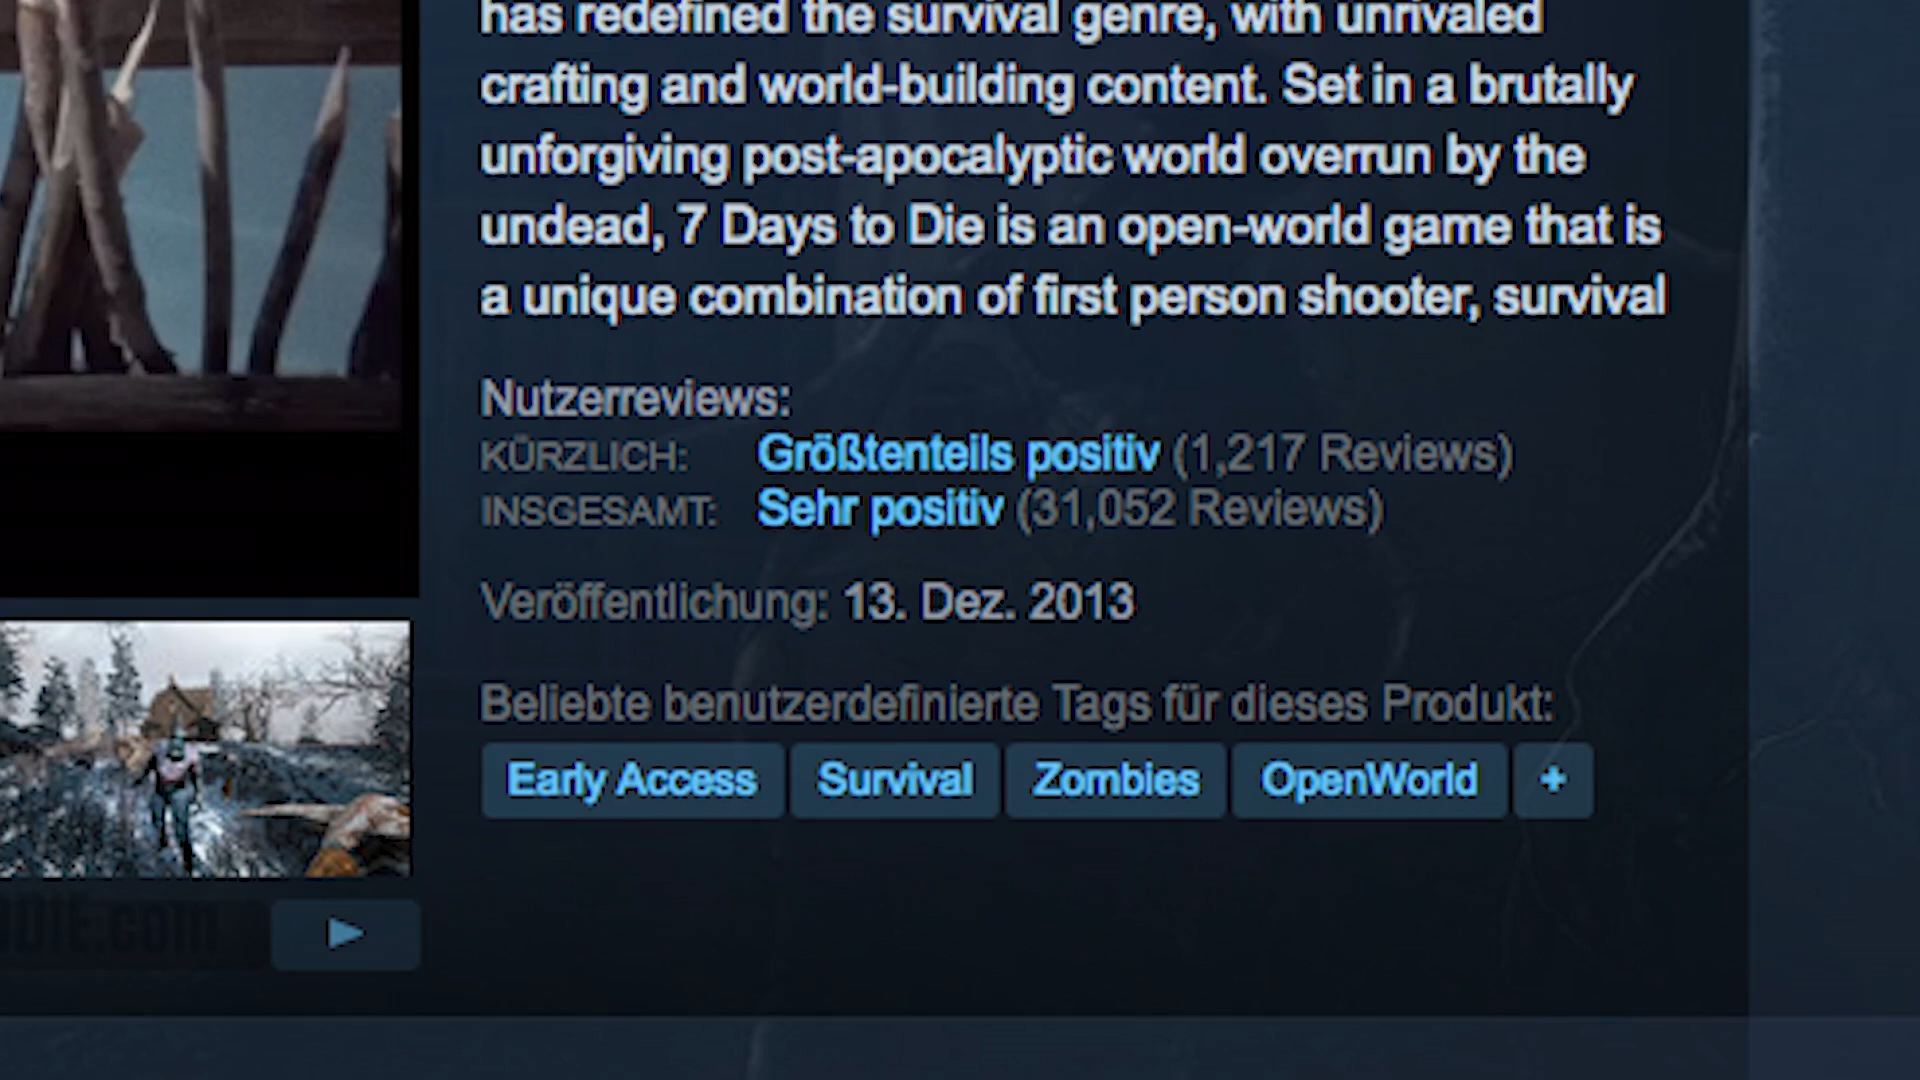 has redefined the survival genre, with unrivaled
crafting and world-building content. Set in a brutally
unforgiving post-apocalyptic world overrun by the
undead, 7 Days to Die is an open-world game that is
a unique combination of first person shooter, survival
Nutzerreviews:
KÜRZLICH: Größtenteils positiv (1,217 Reviews)
INSGESAMT: Sehr positiv (31,052 Reviews)
Veröffentlichung: 13. Dez. 2013
Beliebte benutzerdefinierte Tags für dieses Produkt:
Early Access Survival Zombies OpenWorld +
DIE.com